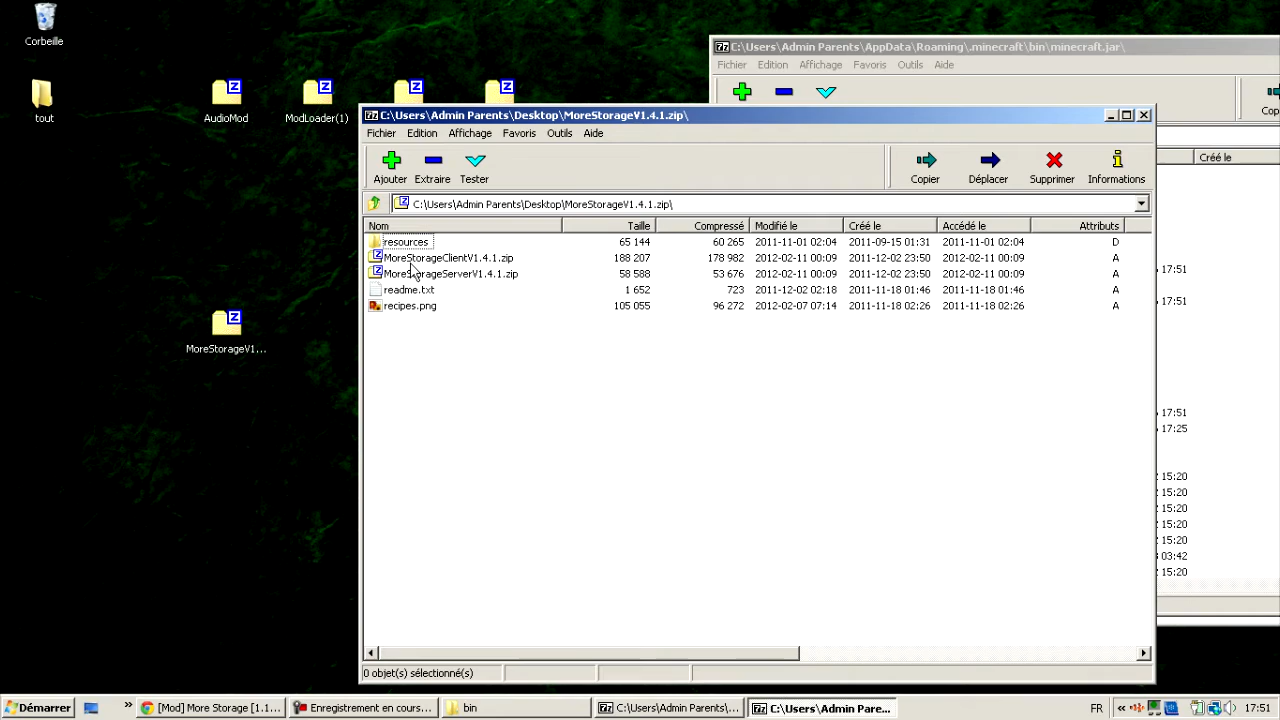 Corbeille
tout
AudioMod
ModLoader(1)
MoreStorageV1...
C:\Users\Admin Parents\AppData\Roaming\.minecraft\bin\minecraft.jar\
Fichier Edition Affichage Favoris Outils Aide
Créé le
C:\Users\Admin Parents\Desktop\MoreStorageV1.4.1.zip\
Fichier Edition Affichage Favoris Outils Aide
Ajouter Extraire Tester Copier Déplacer Supprimer Informations
C:\Users\Admin Parents\Desktop\MoreStorageV1.4.1.zip\
Nom Taille Compressé Modifié le Créé le Accédé le Attributs
resources 65 144 60 265 2011-11-01 02:04 2011-09-15 01:31 2011-11-01 02:04 D
MoreStorageClientV1.4.1.zip 188 207 178 982 2012-02-11 00:09 2011-12-02 23:50 2012-02-11 00:09 A
MoreStorageServerV1.4.1.zip 58 588 53 676 2012-02-11 00:09 2011-12-02 23:50 2012-02-11 00:09 A
readme.txt 1 652 723 2011-12-02 02:18 2011-11-18 01:46 2011-11-18 01:46 A
recipes.png 105 055 96 272 2012-02-07 07:14 2011-11-18 02:26 2011-11-18 02:26 A
17:51
17:51
17:51
17:25
15:20
15:20
15:20
15:20
15:20
03:42
15:20
0 objet(s) sélectionné(s)
Démarrer
[Mod] More Storage [1.1...
Enregistrement en cours...
bin
C:\Users\Admin Parents\...
C:\Users\Admin Pare...
FR
17:51